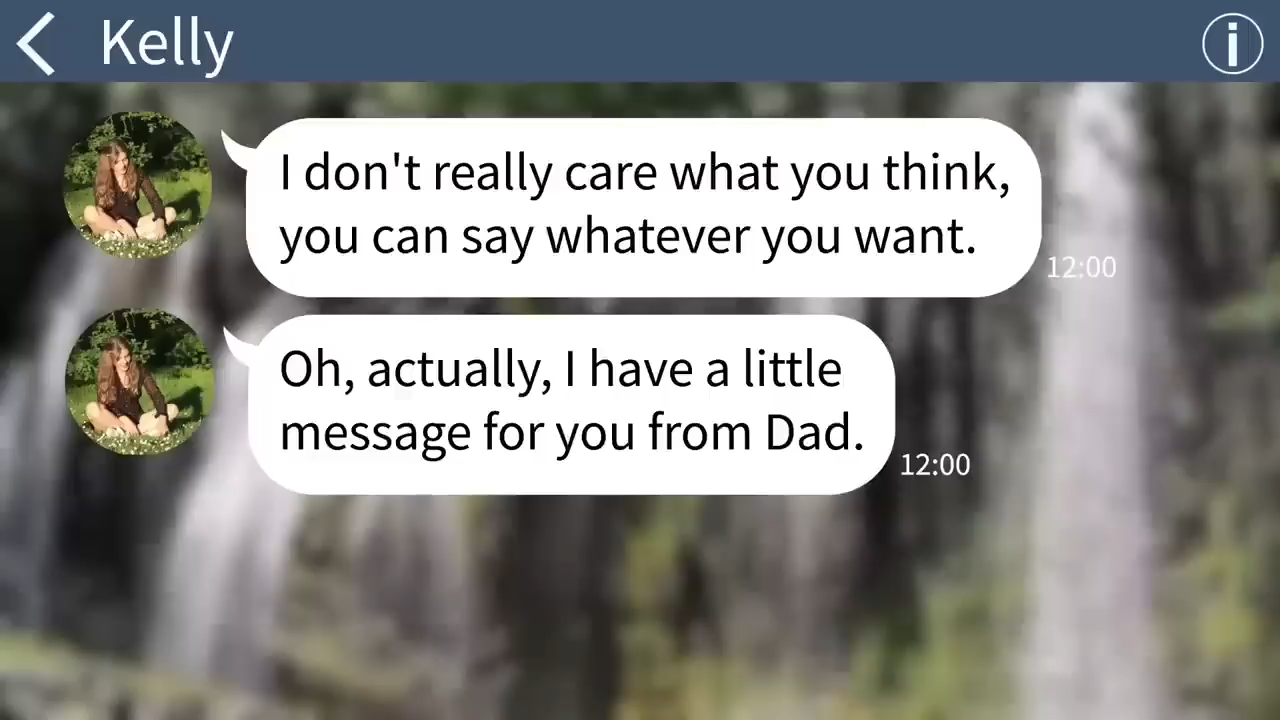 Kelly
I don't really care what you think,
you can say whatever you want.
12:00
Oh, actually, I have a little
message for you from Dad.
12:00